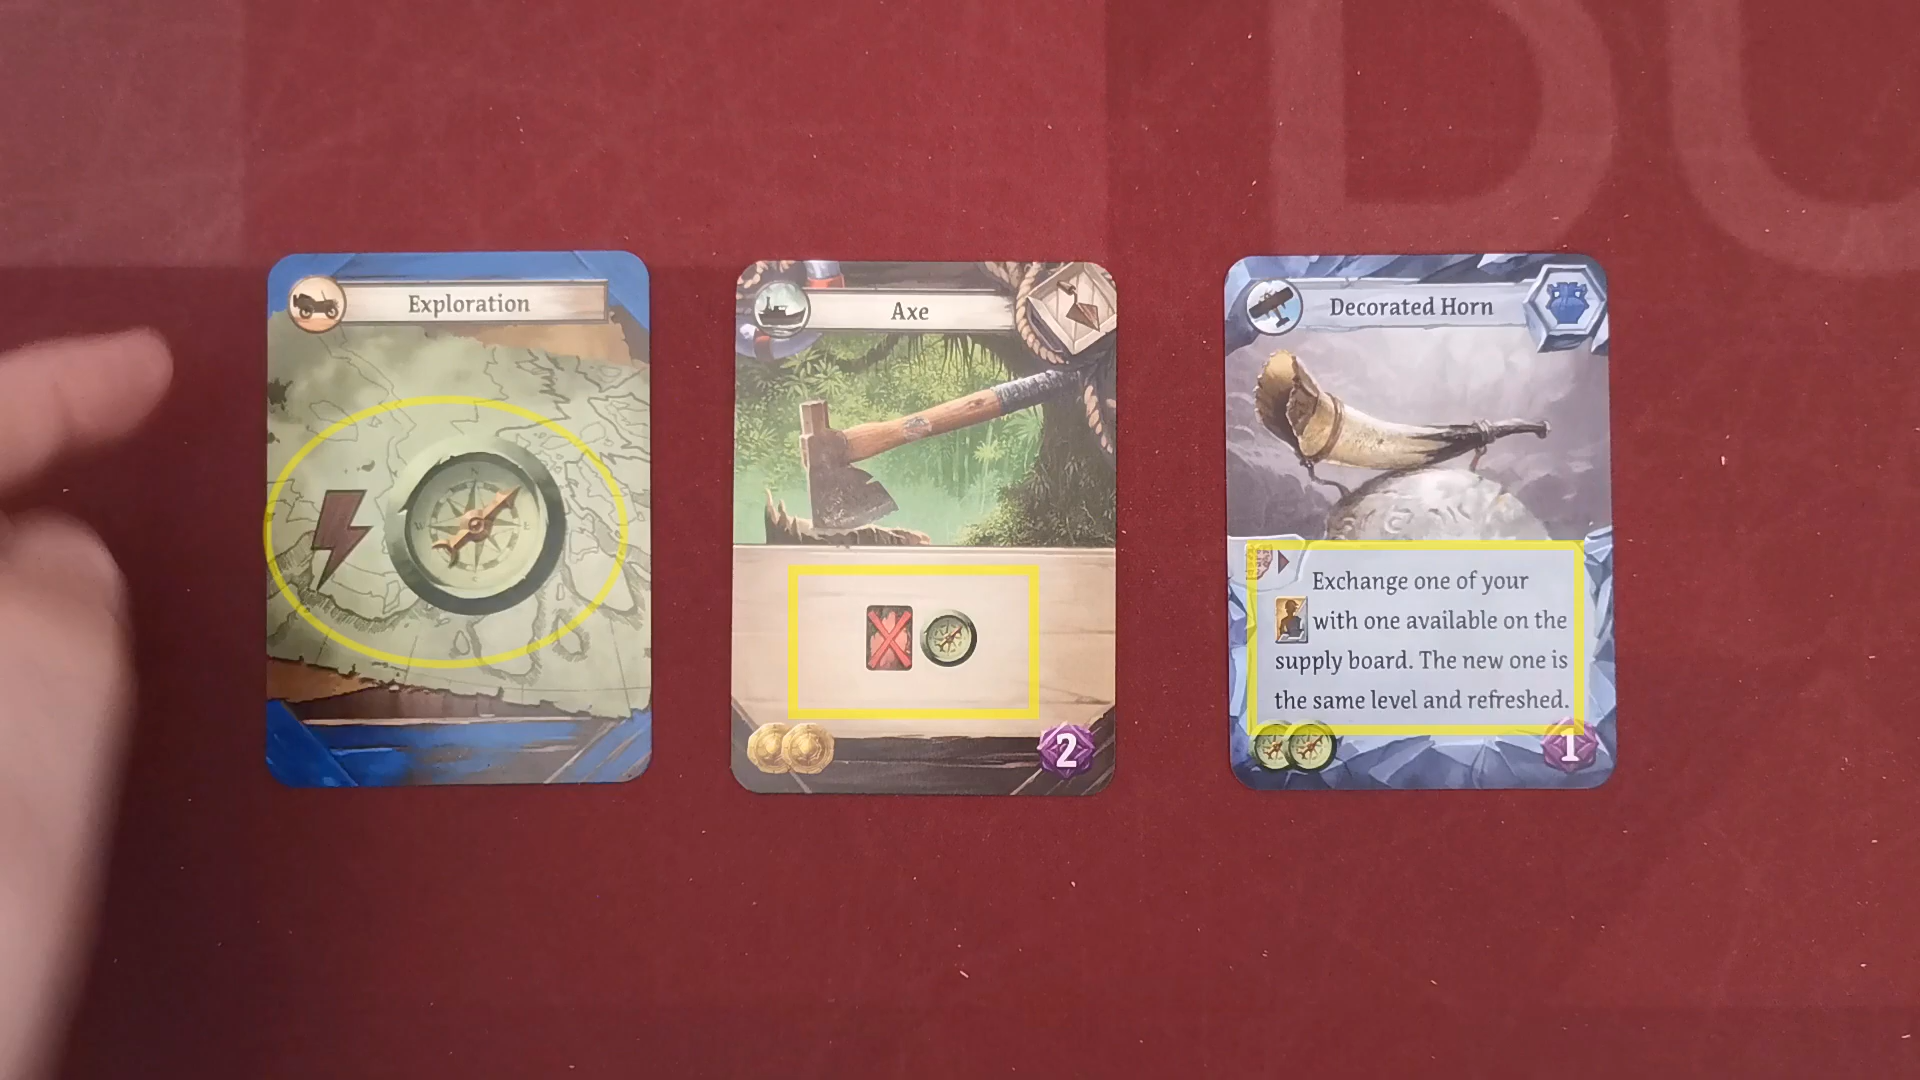 Exploration
Axe
2
Decorated Horn
Exchange one of your
with one available on the
supply board. The new one is
the same level and refreshed.
1